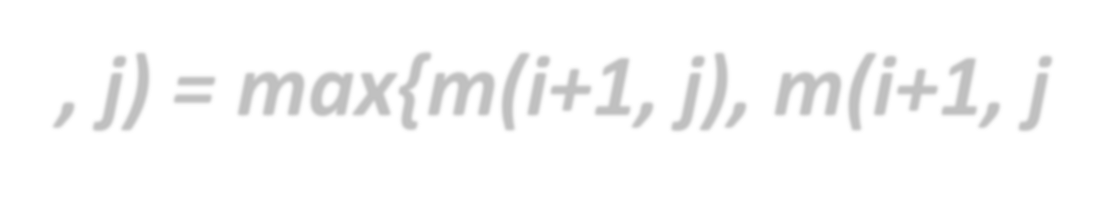 , j) = max{m(i+1, j), m(i+1, j